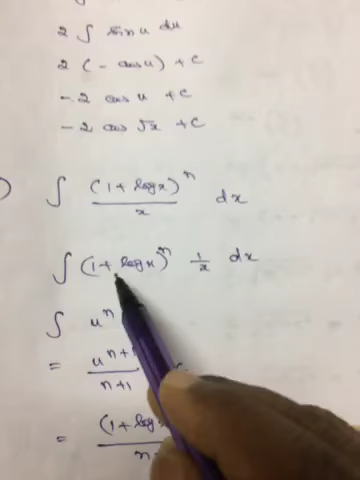 2 ∫ sin u du
2 (- cos u) + c
- 2 cos u + c
- 2 cos √x + c
) ∫ (1 + log x)^n / x dx
∫ (1 + log x)^n 1/x dx
∫ u^n
= u^n+1 / n+1
= (1 + log